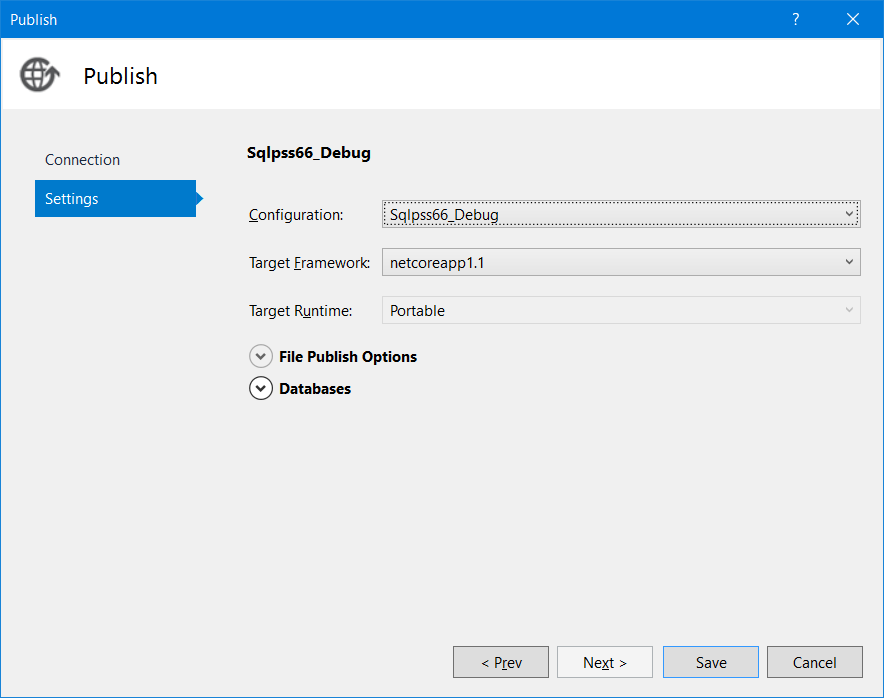 Publish
?
Publish
Connection
Settings
Sqlpss66_Debug
Configuration: Sqlpss66_Debug
Target Framework: netcoreapp1.1
Target Runtime: Portable
File Publish Options
Databases
< Prev Next > Save Cancel